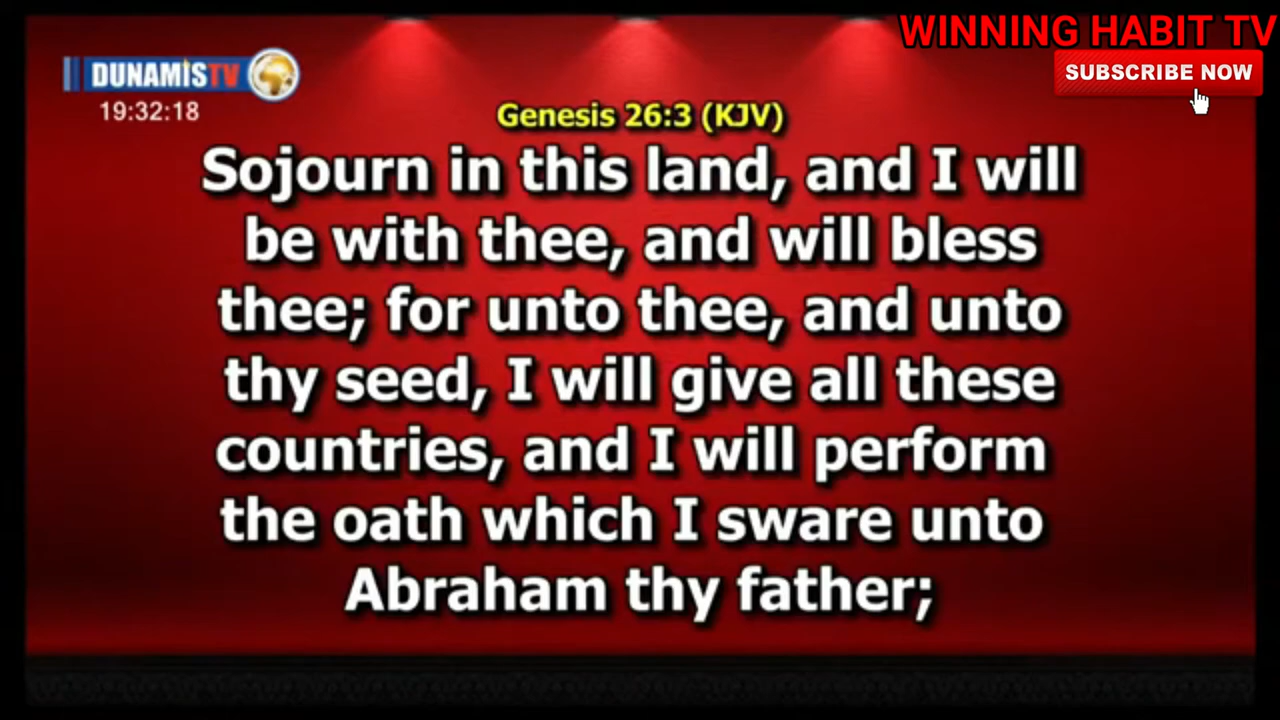 WINNING HABIT TV
DUNAMIS TV
SUBSCRIBE NOW
19:32:18
Genesis 26:3 (KJV)
Sojourn in this land, and I will
be with thee, and will bless
thee; for unto thee, and unto
thy seed, I will give all these
countries, and I will perform
the oath which I sware unto
Abraham thy father;